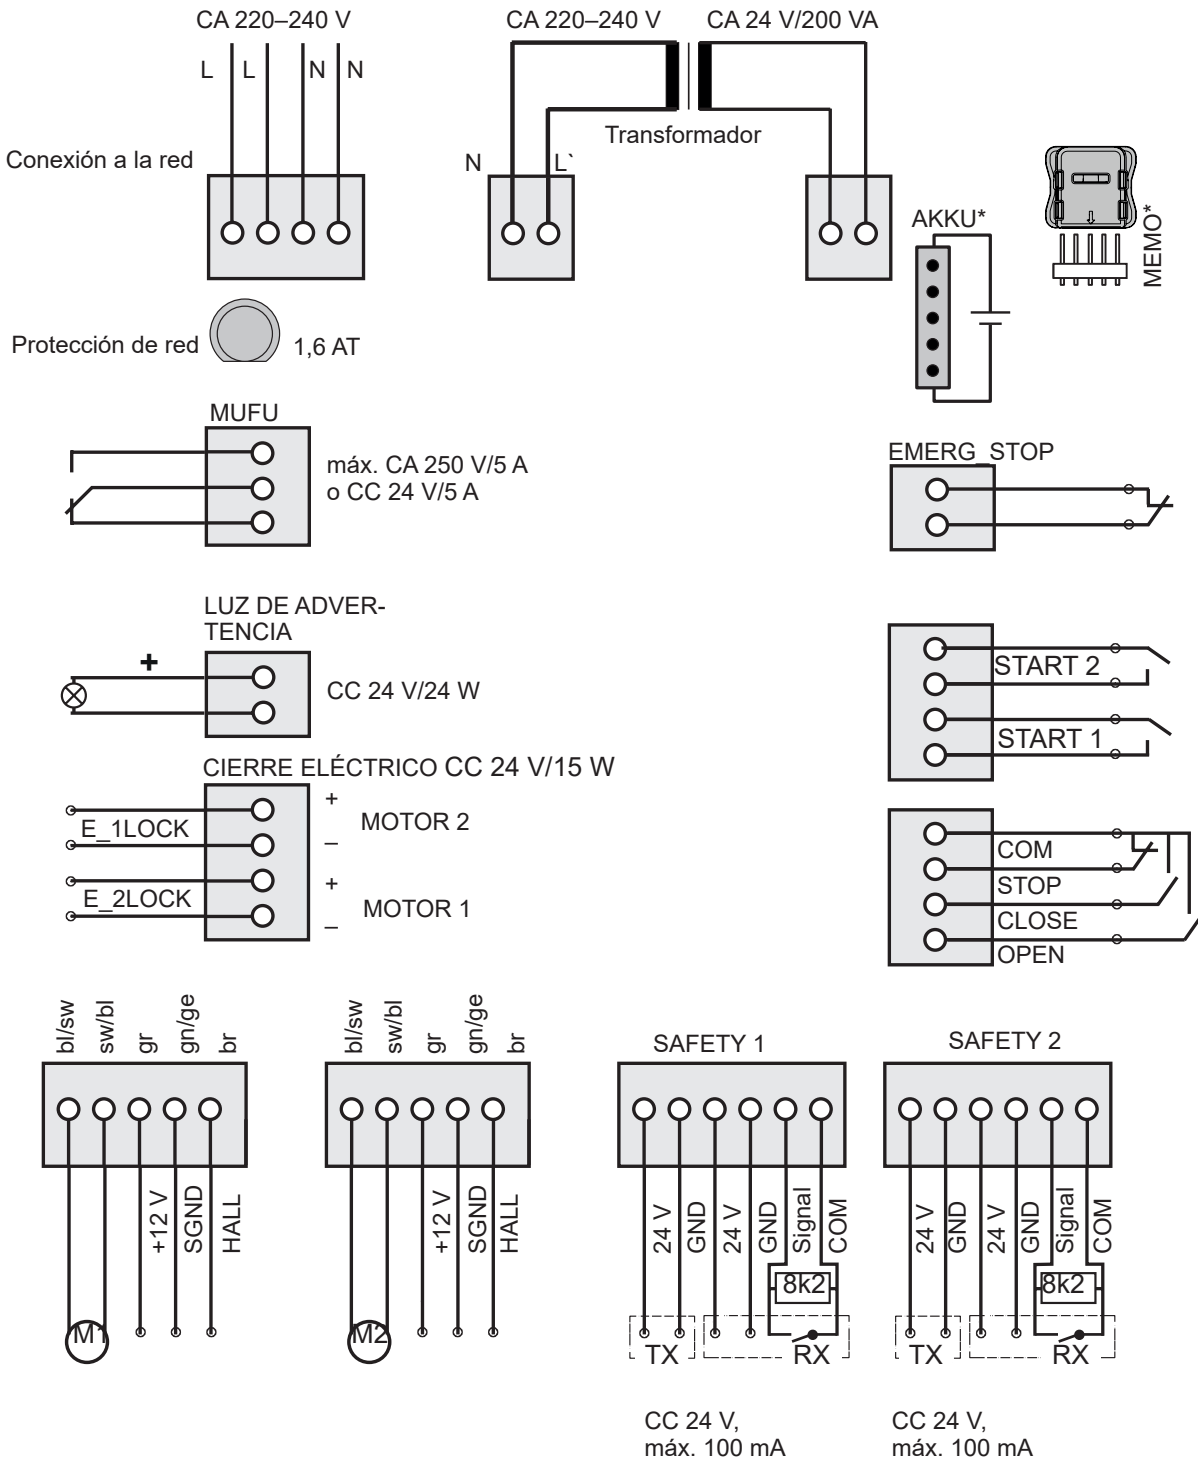 CA 220–240 V
CA 220–240 V
CA 24 V/200 VA
L
L
N
N
Transformador
Conexión a la red
N
L`
AKKU*
MEMO*
Protección de red
1,6 AT
MUFU
máx. CA 250 V/5 A
o CC 24 V/5 A
EMERG_STOP
LUZ DE ADVER-
TENCIA
+
CC 24 V/24 W
START 2
START 1
CIERRE ELÉCTRICO CC 24 V/15 W
E_1LOCK
+
–
MOTOR 2
E_2LOCK
+
–
MOTOR 1
COM
STOP
CLOSE
OPEN
bl/sw
sw/bl
gr
gn/ge
br
+12 V
SGND
HALL
M1
bl/sw
sw/bl
gr
gn/ge
br
+12 V
SGND
HALL
M2
SAFETY 1
24 V
GND
24 V
GND
Signal
COM
8k2
TX
RX
CC 24 V,
máx. 100 mA
SAFETY 2
24 V
GND
24 V
GND
Signal
COM
8k2
TX
RX
CC 24 V,
máx. 100 mA